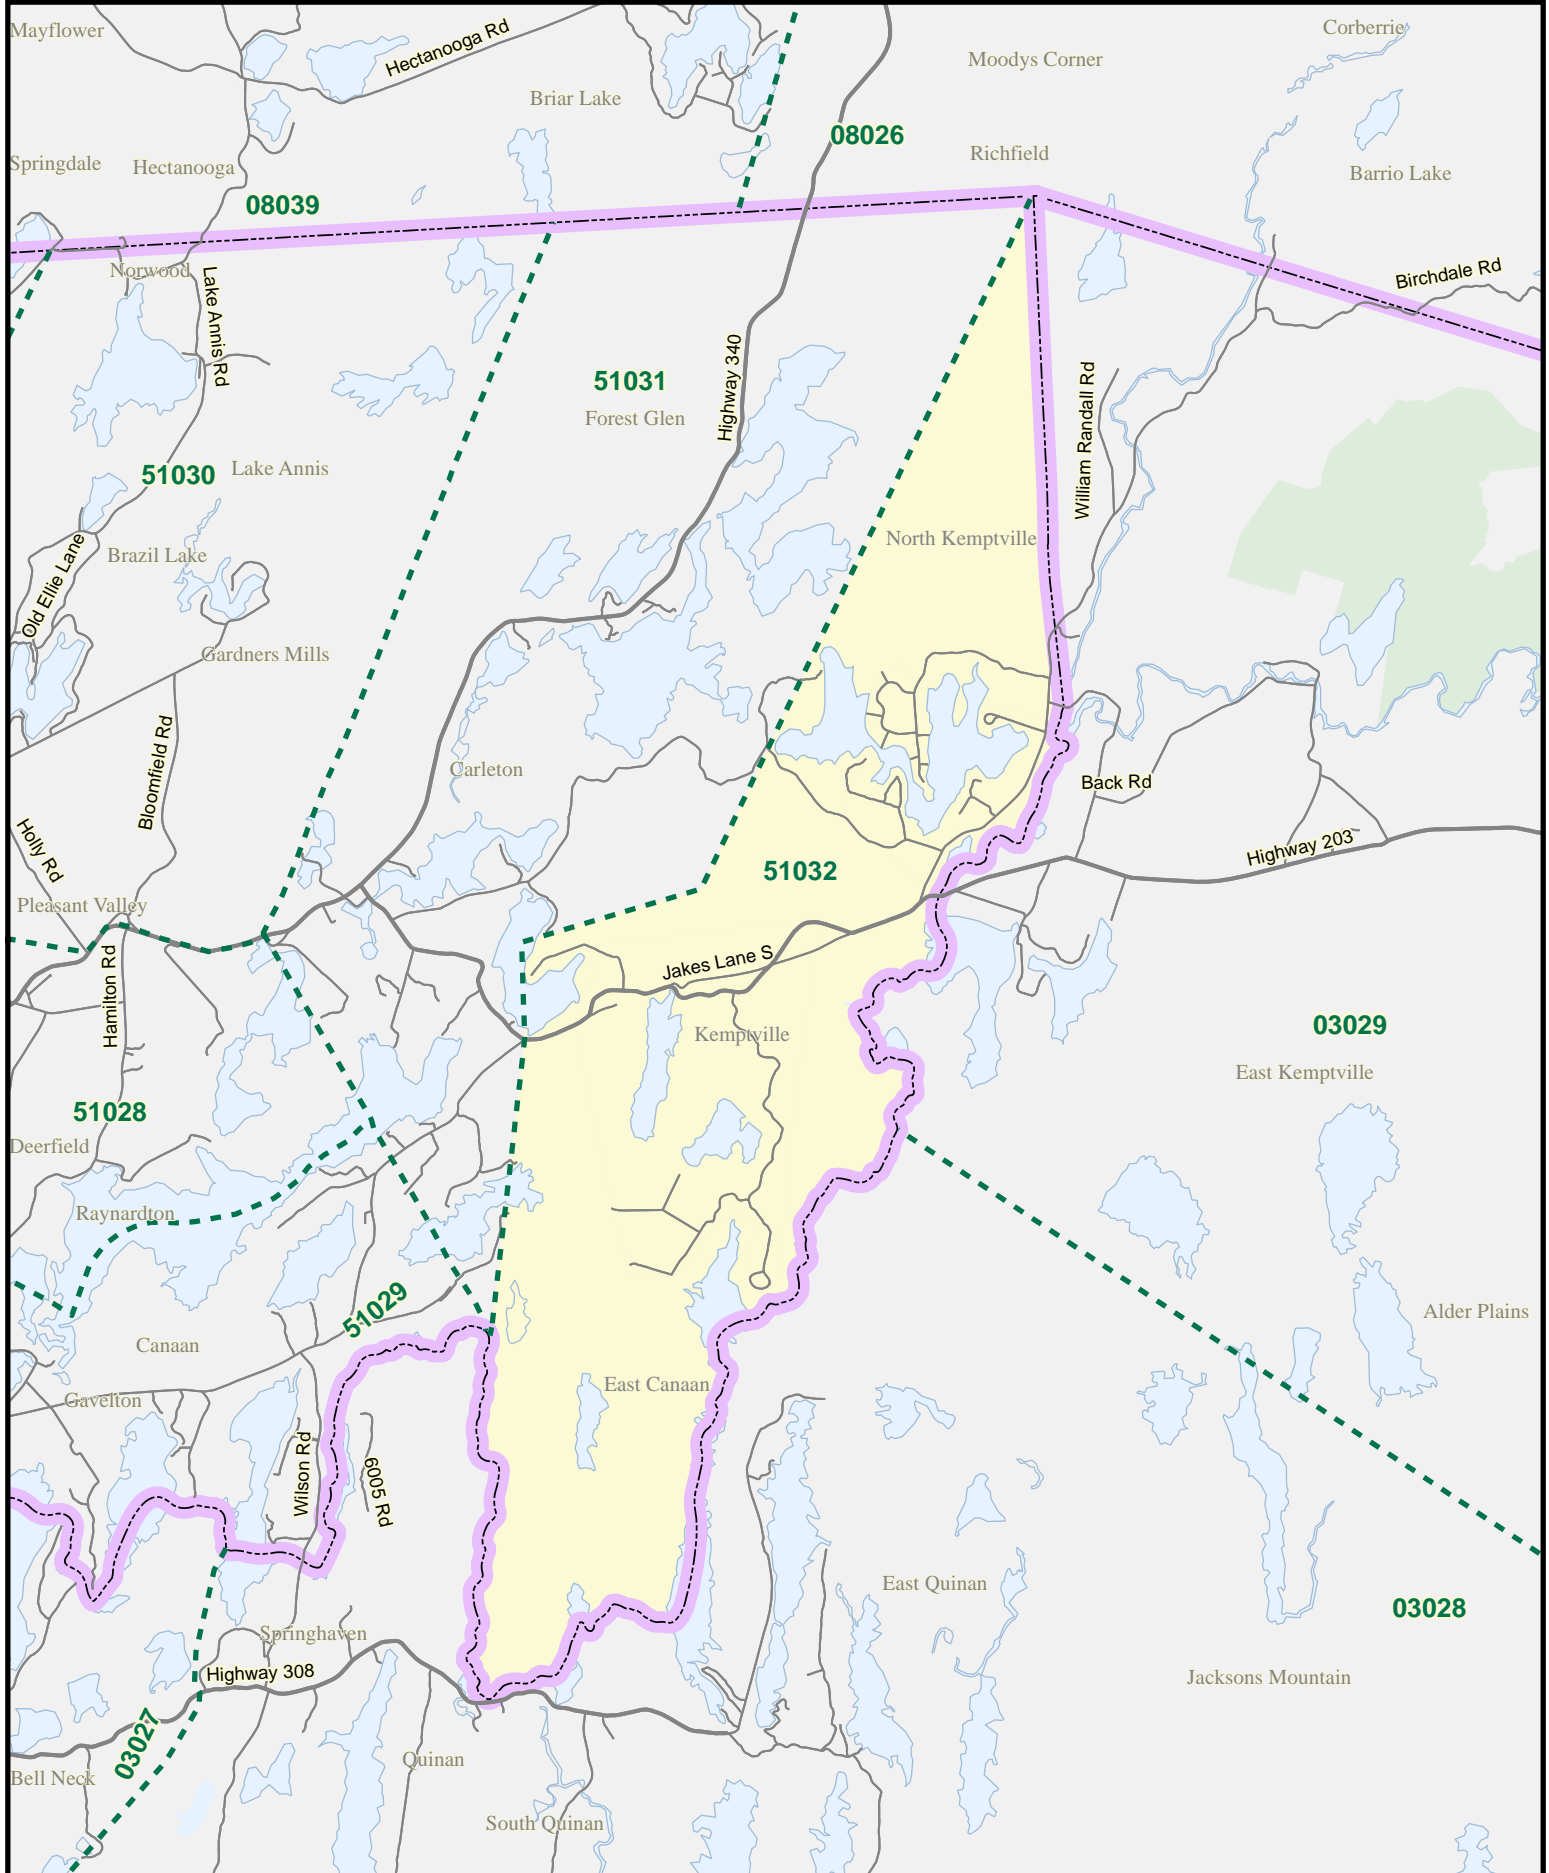 Mayflower
Hectanooga Rd
Corberrie
Moodys Corner
Briar Lake
08026
Richfield
Springdale
Hectanooga
Barrio Lake
08039
Norwood
Lake Annis Rd
Birchdale Rd
51031
Forest Glen
Highway 340
William Randall Rd
51030
Lake Annis
North Kemptville
Brazil Lake
Old Ellie Lane
Gardners Mills
Bloomfield Rd
Carleton
Back Rd
Holly Rd
Highway 203
51032
Pleasant Valley
Hamilton Rd
Jakes Lane S
Kemptville
03029
East Kemptville
51028
Deerfield
Raynardton
51029
Alder Plains
Canaan
East Canaan
Gavelton
Wilson Rd
6005 Rd
East Quinan
03028
Springhaven
Highway 308
Jacksons Mountain
03027
Quinan
Bell Neck
South Quinan